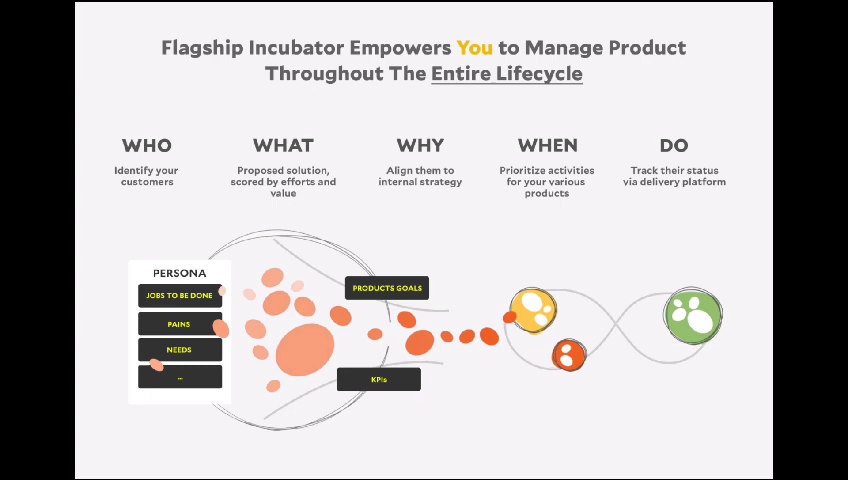 Flagship Incubator Empowers You to Manage Product
Throughout The Entire Lifecycle
WHO
Identify your
customers
WHAT
Proposed solution,
scored by efforts and
value
WHY
Align them to
internal strategy
WHEN
Prioritize activities
for your various
products
DO
Track their status
via delivery platform
PERSONA
JOBS TO BE DONE
PAINS
NEEDS
...
PRODUCTS GOALS
KPIs